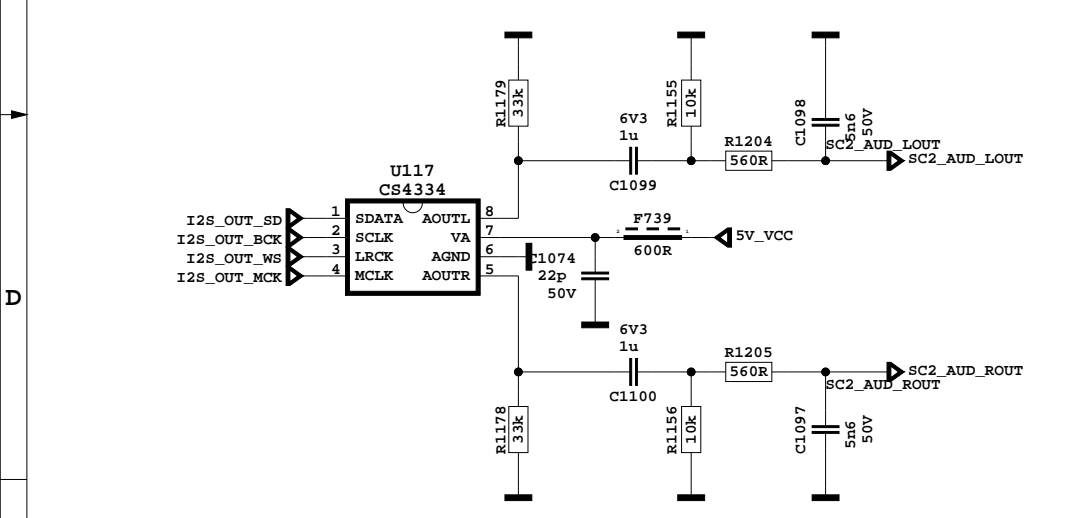 R1179
33k
R1155
10k
C1098
5n6
50V
6V3
1u
C1099
R1204
560R
SC2_AUD_LOUT
SC2_AUD_LOUT
U117
CS4334
I2S_OUT_SD
1
SDATA
AOUTL
8
I2S_OUT_BCK
2
SCLK
VA
7
I2S_OUT_WS
3
LRCK
AGND
6
I2S_OUT_MCK
4
MCLK
AOUTR
5
F739
2
1
600R
5V_VCC
C1074
22p
50V
D
6V3
1u
C1100
R1205
560R
SC2_AUD_ROUT
SC2_AUD_ROUT
R1178
33k
R1156
10k
C1097
5n6
50V